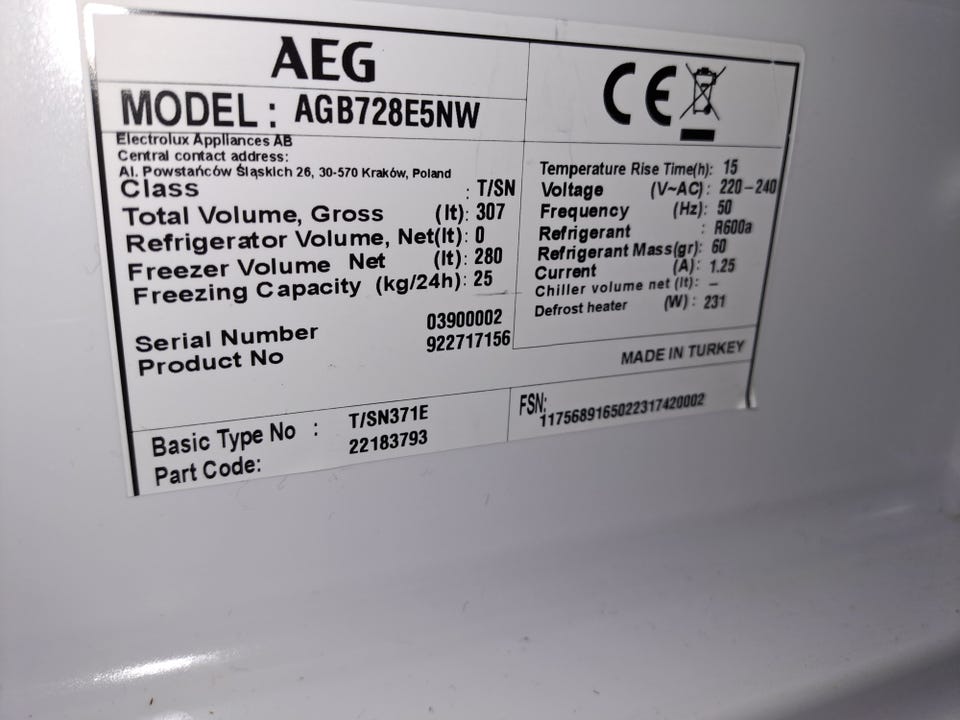 AEG
MODEL : AGB728E5NW
Electrolux Appliances AB
Central contact address:
Al. Powstańców Śląskich 26, 30-570 Kraków, Poland
Class : T/SN
Total Volume, Gross (lt): 307
Refrigerator Volume, Net(lt): 0
Freezer Volume Net (lt): 280
Freezing Capacity (kg/24h): 25
Serial Number 03900002
Product No 922717156
CE
Temperature Rise Time(h): 15
Voltage (V~AC) : 220-240
Frequency (Hz): 50
Refrigerant : R600a
Refrigerant Mass(gr): 60
Current (A): 1.25
Chiller volume net (lt): –
Defrost heater (W) : 231
MADE IN TURKEY
Basic Type No : T/SN371E
Part Code: 22183793
FSN:
1175689165022317420002